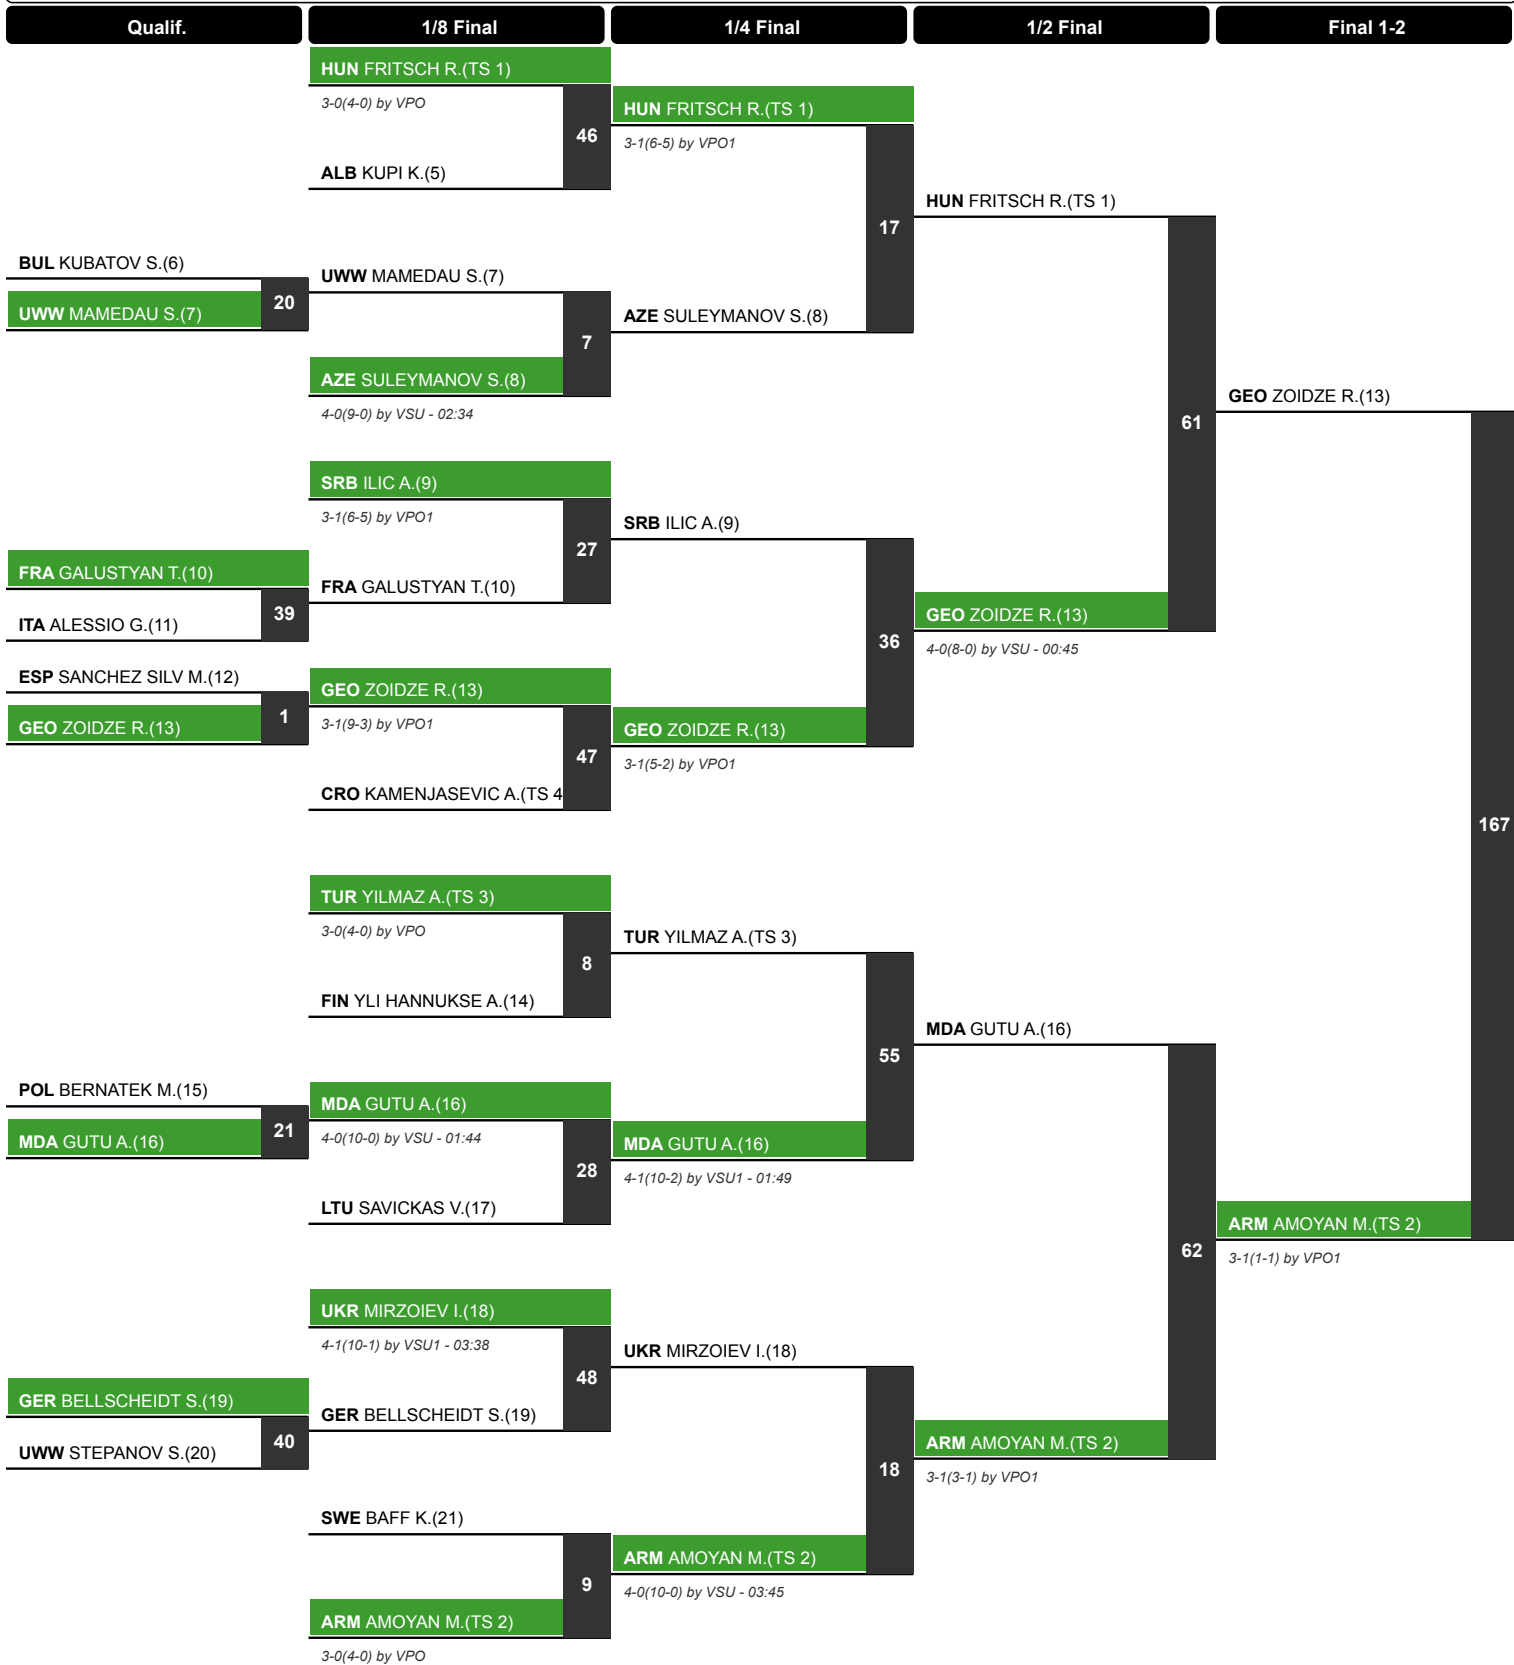 Qualif.
1/8 Final
1/4 Final
1/2 Final
Final 1-2
HUN FRITSCH R.(TS 1)
3-0(4-0) by VPO
46
ALB KUPI K.(5)
BUL KUBATOV S.(6)
20
UWW MAMEDAU S.(7)
UWW MAMEDAU S.(7)
7
AZE SULEYMANOV S.(8)
4-0(9-0) by VSU - 02:34
SRB ILIC A.(9)
3-1(6-5) by VPO1
27
FRA GALUSTYAN T.(10)
FRA GALUSTYAN T.(10)
39
ITA ALESSIO G.(11)
ESP SANCHEZ SILV M.(12)
1
GEO ZOIDZE R.(13)
GEO ZOIDZE R.(13)
3-1(9-3) by VPO1
47
CRO KAMENJASEVIC A.(TS 4
TUR YILMAZ A.(TS 3)
3-0(4-0) by VPO
8
FIN YLI HANNUKSE A.(14)
POL BERNATEK M.(15)
21
MDA GUTU A.(16)
MDA GUTU A.(16)
4-0(10-0) by VSU - 01:44
28
LTU SAVICKAS V.(17)
UKR MIRZOIEV I.(18)
4-1(10-1) by VSU1 - 03:38
48
GER BELLSCHEIDT S.(19)
GER BELLSCHEIDT S.(19)
40
UWW STEPANOV S.(20)
SWE BAFF K.(21)
9
ARM AMOYAN M.(TS 2)
3-0(4-0) by VPO
HUN FRITSCH R.(TS 1)
3-1(6-5) by VPO1
17
AZE SULEYMANOV S.(8)
SRB ILIC A.(9)
36
GEO ZOIDZE R.(13)
3-1(5-2) by VPO1
TUR YILMAZ A.(TS 3)
55
MDA GUTU A.(16)
4-1(10-2) by VSU1 - 01:49
UKR MIRZOIEV I.(18)
18
ARM AMOYAN M.(TS 2)
4-0(10-0) by VSU - 03:45
HUN FRITSCH R.(TS 1)
61
GEO ZOIDZE R.(13)
4-0(8-0) by VSU - 00:45
MDA GUTU A.(16)
62
ARM AMOYAN M.(TS 2)
3-1(3-1) by VPO1
GEO ZOIDZE R.(13)
167
ARM AMOYAN M.(TS 2)
3-1(1-1) by VPO1